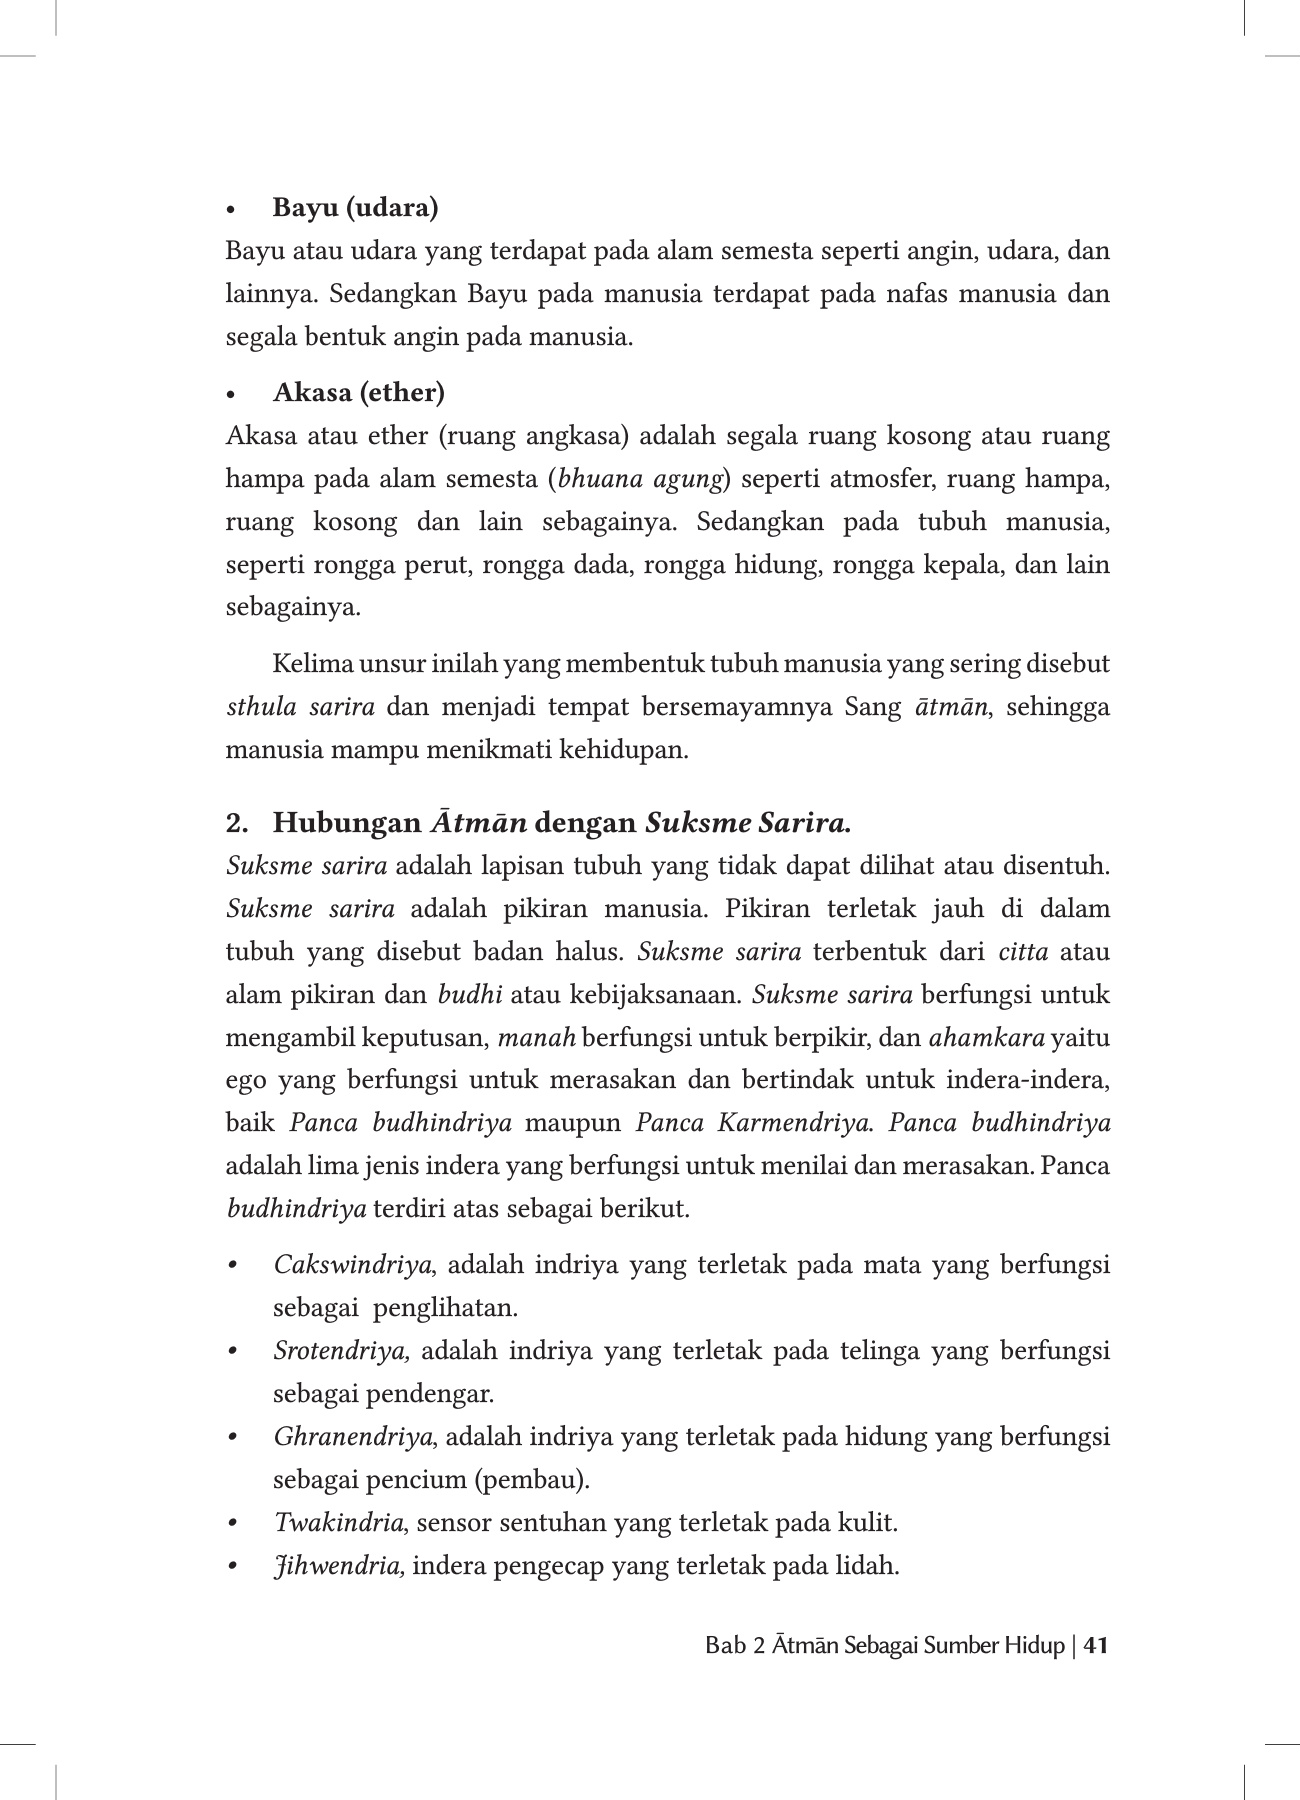 • Bayu (udara)
Bayu atau udara yang terdapat pada alam semesta seperti angin, udara, dan
lainnya. Sedangkan Bayu pada manusia terdapat pada nafas manusia dan
segala bentuk angin pada manusia.
• Akasa (ether)
Akasa atau ether (ruang angkasa) adalah segala ruang kosong atau ruang
hampa pada alam semesta (bhuana agung) seperti atmosfer, ruang hampa,
ruang kosong dan lain sebagainya. Sedangkan pada tubuh manusia,
seperti rongga perut, rongga dada, rongga hidung, rongga kepala, dan lain
sebagainya.
Kelima unsur inilah yang membentuk tubuh manusia yang sering disebut
sthula sarira dan menjadi tempat bersemayamnya Sang ātmān, sehingga
manusia mampu menikmati kehidupan.
2. Hubungan Ātmān dengan Suksme Sarira.
Suksme sarira adalah lapisan tubuh yang tidak dapat dilihat atau disentuh.
Suksme sarira adalah pikiran manusia. Pikiran terletak jauh di dalam
tubuh yang disebut badan halus. Suksme sarira terbentuk dari citta atau
alam pikiran dan budhi atau kebijaksanaan. Suksme sarira berfungsi untuk
mengambil keputusan, manah berfungsi untuk berpikir, dan ahamkara yaitu
ego yang berfungsi untuk merasakan dan bertindak untuk indera-indera,
baik Panca budhindriya maupun Panca Karmendriya. Panca budhindriya
adalah lima jenis indera yang berfungsi untuk menilai dan merasakan. Panca
budhindriya terdiri atas sebagai berikut.
• Cakswindriya, adalah indriya yang terletak pada mata yang berfungsi
sebagai penglihatan.
• Srotendriya, adalah indriya yang terletak pada telinga yang berfungsi
sebagai pendengar.
• Ghranendriya, adalah indriya yang terletak pada hidung yang berfungsi
sebagai pencium (pembau).
• Twakindria, sensor sentuhan yang terletak pada kulit.
• Jihwendria, indera pengecap yang terletak pada lidah.
Bab 2 Ātmān Sebagai Sumber Hidup | 41